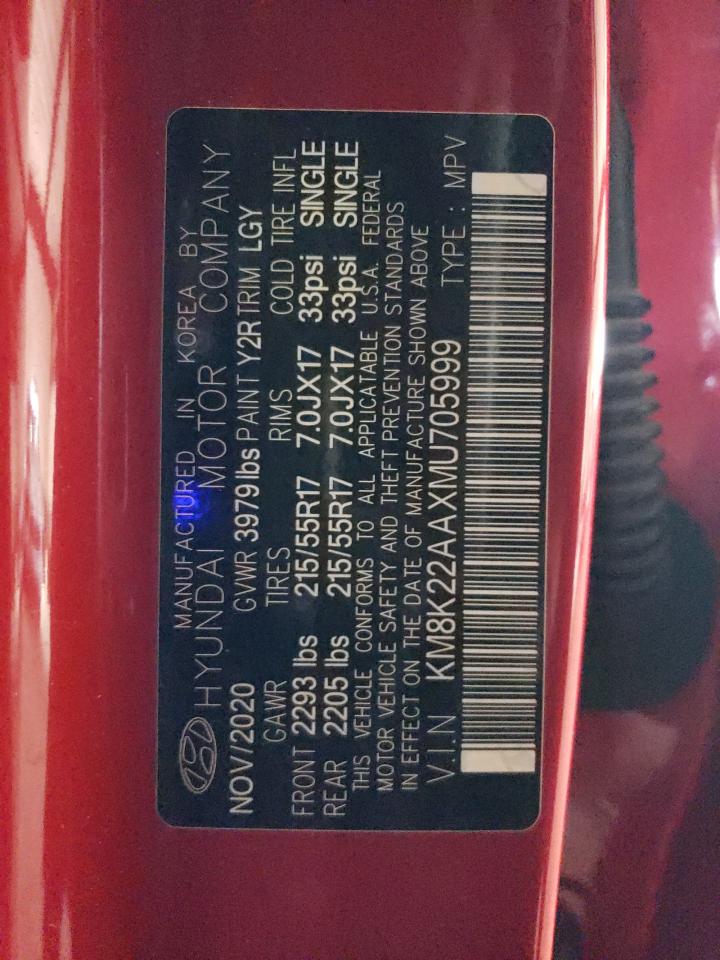 MANUFACTURED IN KOREA BY
HYUNDAI MOTOR COMPANY
NOV/2020 GVWR 3979 lbs PAINT Y2R TRIM LGY
GAWR TIRES RIMS COLD TIRE INFL
FRONT 2293 lbs 215/55R17 7.0JX17 33psi SINGLE
REAR 2205 lbs 215/55R17 7.0JX17 33psi SINGLE
THIS VEHICLE CONFORMS TO ALL APPLICATABLE U.S.A. FEDERAL
MOTOR VEHICLE SAFETY AND THEFT PREVENTION STANDARDS
IN EFFECT ON THE DATE OF MANUFACTURE SHOWN ABOVE
V.I.N KM8K22AAXMU705999 TYPE : MPV